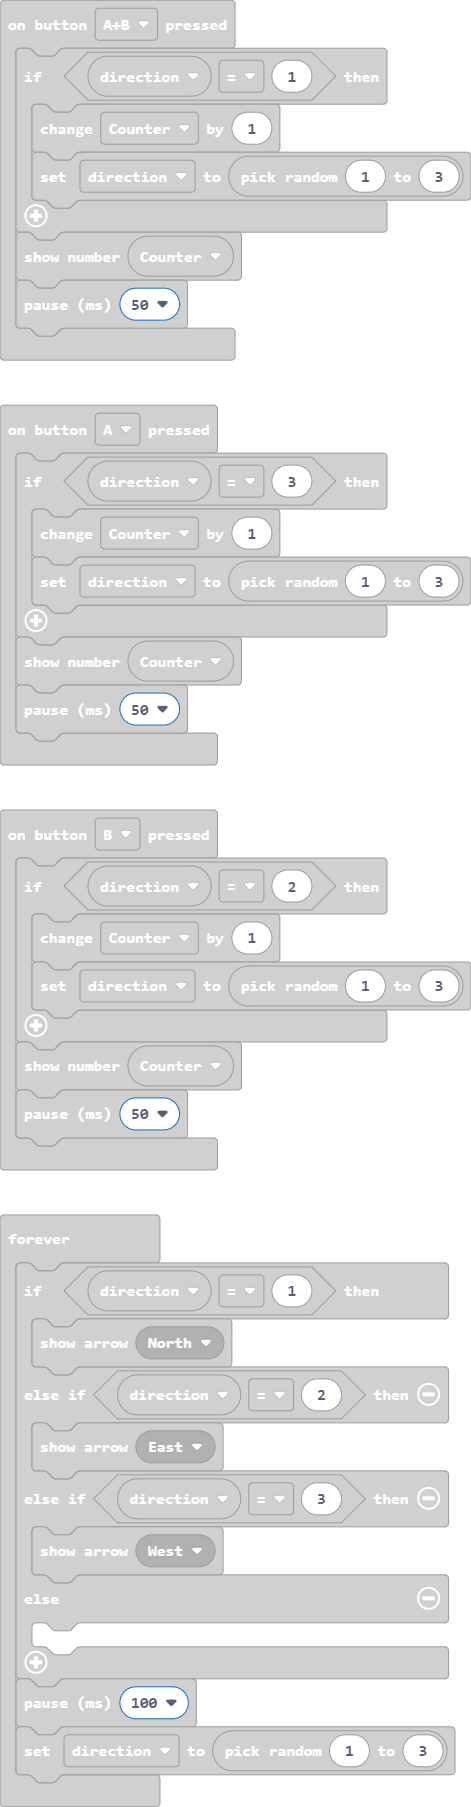 on button A+B pressed
if direction = 1 then
change Counter by 1
set direction to pick random 1 to 3
show number Counter
pause (ms) 50
on button A pressed
if direction = 3 then
change Counter by 1
set direction to pick random 1 to 3
show number Counter
pause (ms) 50
on button B pressed
if direction = 2 then
change Counter by 1
set direction to pick random 1 to 3
show number Counter
pause (ms) 50
forever
if direction = 1 then
show arrow North
else if direction = 2 then
show arrow East
else if direction = 3 then
show arrow West
else
pause (ms) 100
set direction to pick random 1 to 3